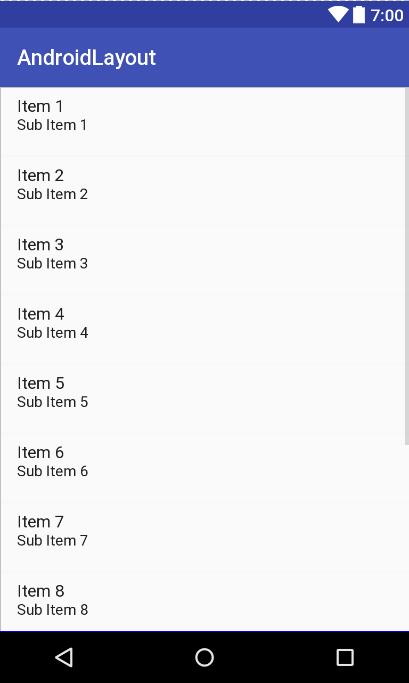 7:00
AndroidLayout
Item 1
Sub Item 1
Item 2
Sub Item 2
Item 3
Sub Item 3
Item 4
Sub Item 4
Item 5
Sub Item 5
Item 6
Sub Item 6
Item 7
Sub Item 7
Item 8
Sub Item 8